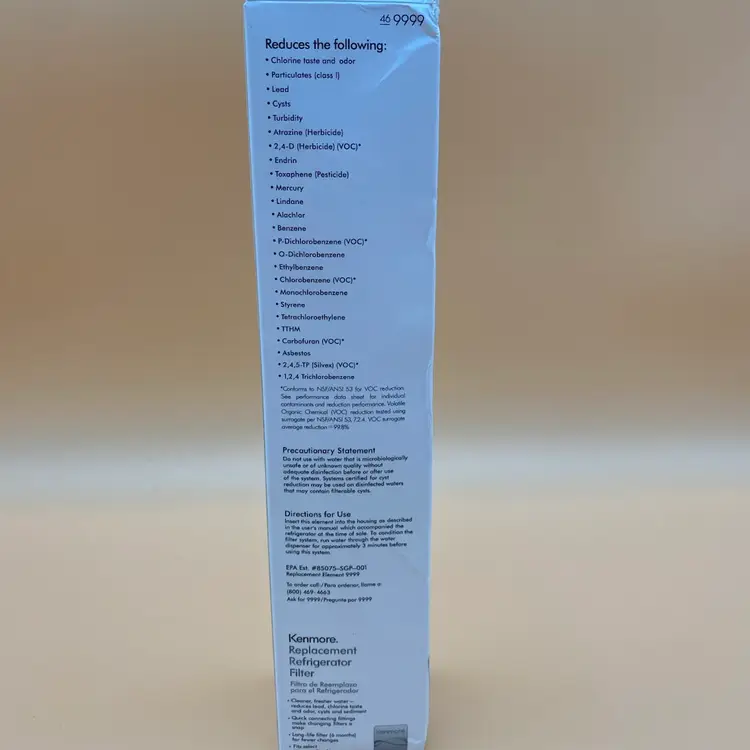 46 9999
Reduces the following:
• Chlorine taste and odor
• Particulates (class I)
• Lead
• Cysts
• Turbidity
• Atrazine (Herbicide)
• 2,4-D (Herbicide) (VOC)*
• Endrin
• Toxaphene (Pesticide)
• Mercury
• Lindane
• Alachlor
• Benzene
• P-Dichlorobenzene (VOC)*
• O-Dichlorobenzene
• Ethylbenzene
• Chlorobenzene (VOC)*
• Monochlorobenzene
• Styrene
• Tetrachloroethylene
• TTHM
• Carbofuran (VOC)*
• Asbestos
• 2,4,5-TP (Silvex) (VOC)*
• 1,2,4 Trichlorobenzene
*Conforms to NSF/ANSI 53 for VOC reduction.
See performance data sheet for individual
contaminants and reduction performance. Volatile
Organic Chemical (VOC) reduction tested using
surrogate per NSF/ANSI 53, 7.2.4. VOC surrogate
average reduction = 99.8%
Precautionary Statement
Do not use with water that is microbiologically
unsafe or of unknown quality without
adequate disinfection before or after use
of the system. Systems certified for cyst
reduction may be used on disinfected waters
that may contain filterable cysts.
Directions for Use
Insert this element into the housing as described
in the user's manual which accompanied the
refrigerator at the time of sale. To condition the
filter system, run water through the water
dispenser for approximately 3 minutes before
using this system.
EPA Est. #85075-SGP-001
Replacement Element 9999
To order call:/Para ordenar, llame a
(800) 469-4663
Ask for 9999/Pregunte por 9999
Kenmore.
Replacement
Refrigerator
Filter
Filtro de Reemplazo
para el Refrigerador
• Cleaner, fresher water –
reduces lead, chlorine taste
and odor, cysts and sediment
• Quick connecting fittings
make changing filters a
snap
• Long-life filter (6 months)
for fewer changes
• Fits select